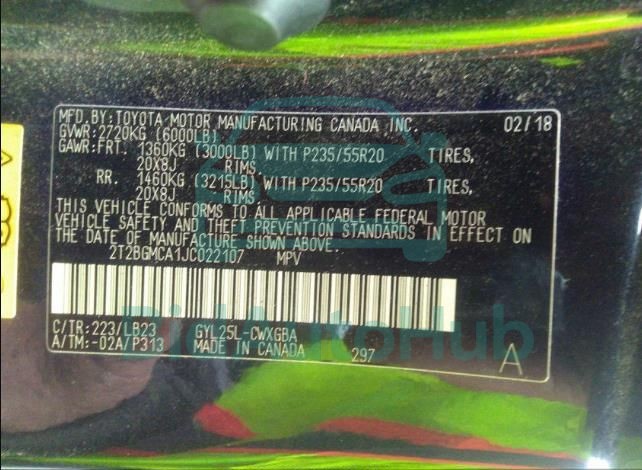 MFD.BY:TOYOTA MOTOR MANUFACTURING CANADA INC. 02/18
GVWR:2720KG (6000LB)
GAWR:FRT. 1360KG (3000LB) WITH P235/55R20 TIRES,
20X8J RIMS.
RR. 1460KG (3215LB) WITH P235/55R20 TIRES,
20X8J RIMS.
THIS VEHICLE CONFORMS TO ALL APPLICABLE FEDERAL MOTOR
VEHICLE SAFETY AND THEFT PREVENTION STANDARDS IN EFFECT ON
THE DATE OF MANUFACTURE SHOWN ABOVE.
2T2BGMCA1JC022107 MPV
C/TR:223/LB23 GYL25L-CWXGBA
A/TM:-02A/P313 MADE IN CANADA 297 A
BidAutoHub